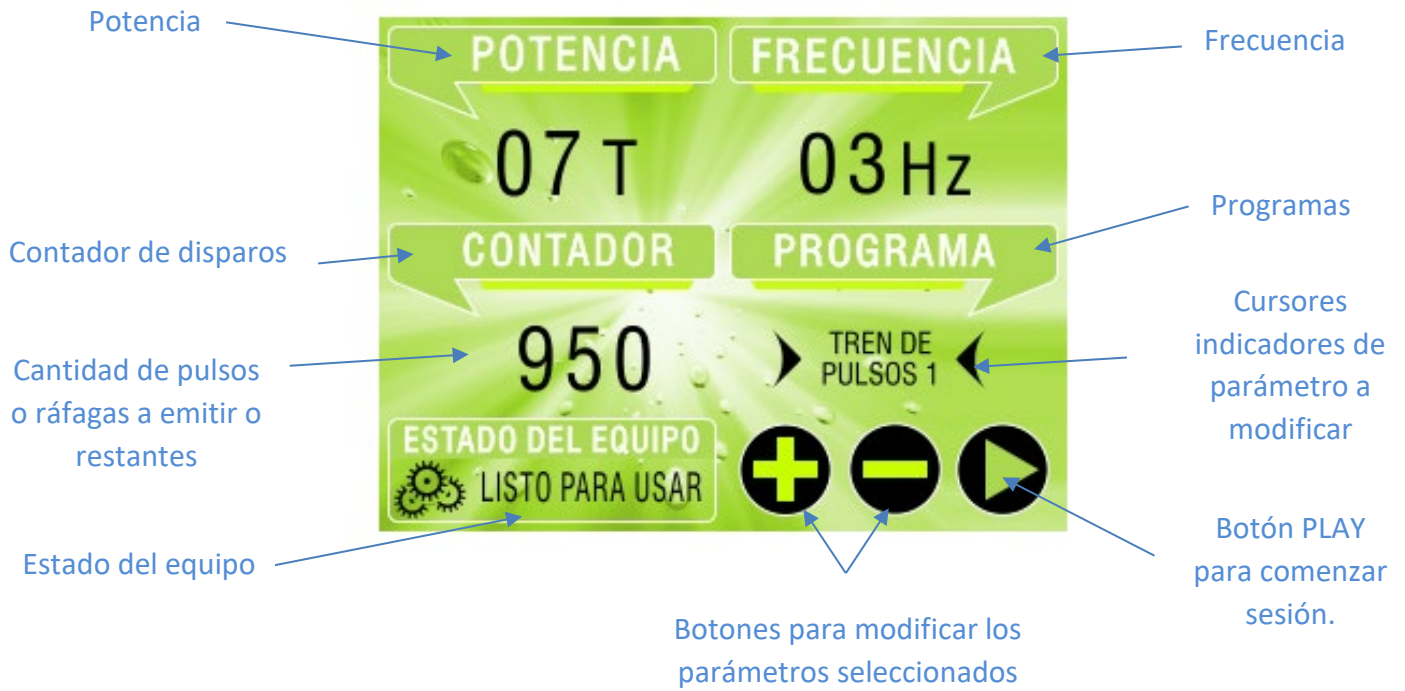 Potencia
POTENCIA
FRECUENCIA
Frecuencia
07 T
03 Hz
Programas
Contador de disparos
CONTADOR
PROGRAMA
Cantidad de pulsos
o ráfagas a emitir o
restantes
950
TREN DE
PULSOS 1
Cursores
indicadores de
parámetro a
modificar
ESTADO DEL EQUIPO
LISTO PARA USAR
Estado del equipo
Botón PLAY
para comenzar
sesión.
Botones para modificar los
parámetros seleccionados